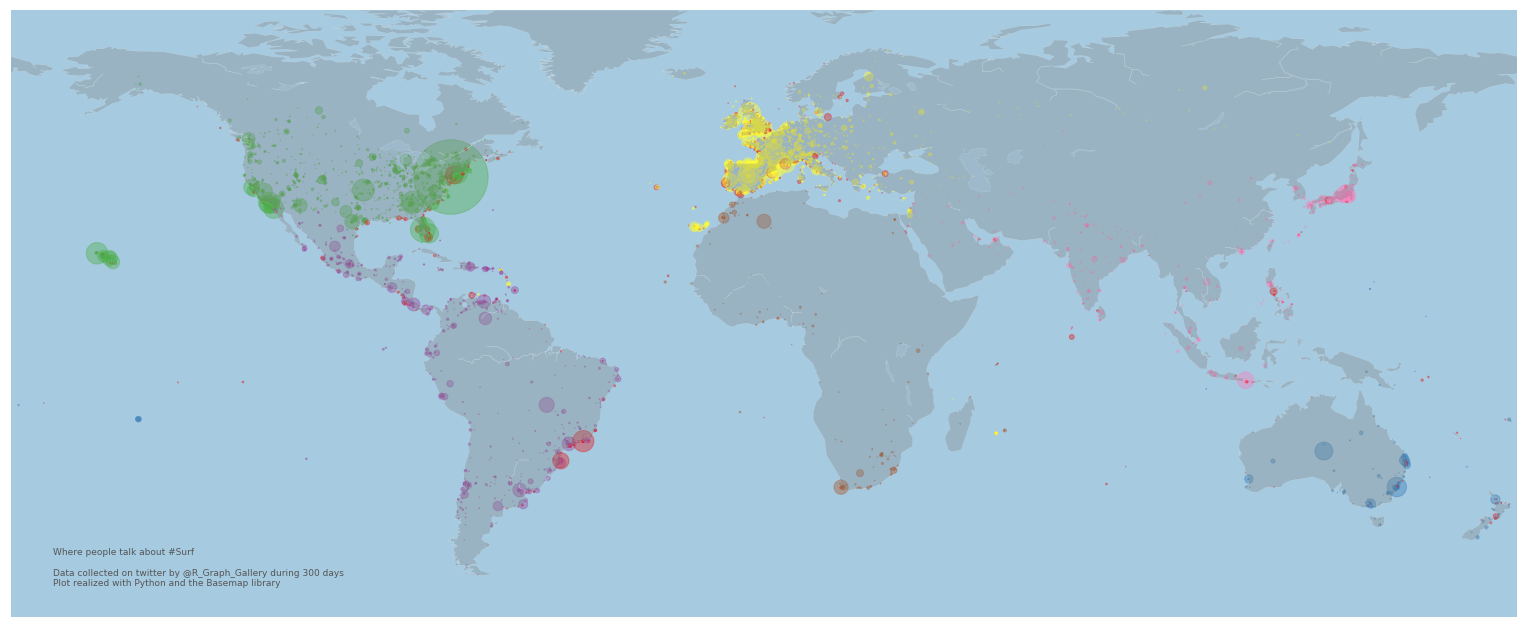 Where people talk about #Surf
Data collected on twitter by @R_Graph_Gallery during 300 days
Plot realized with Python and the Basemap library